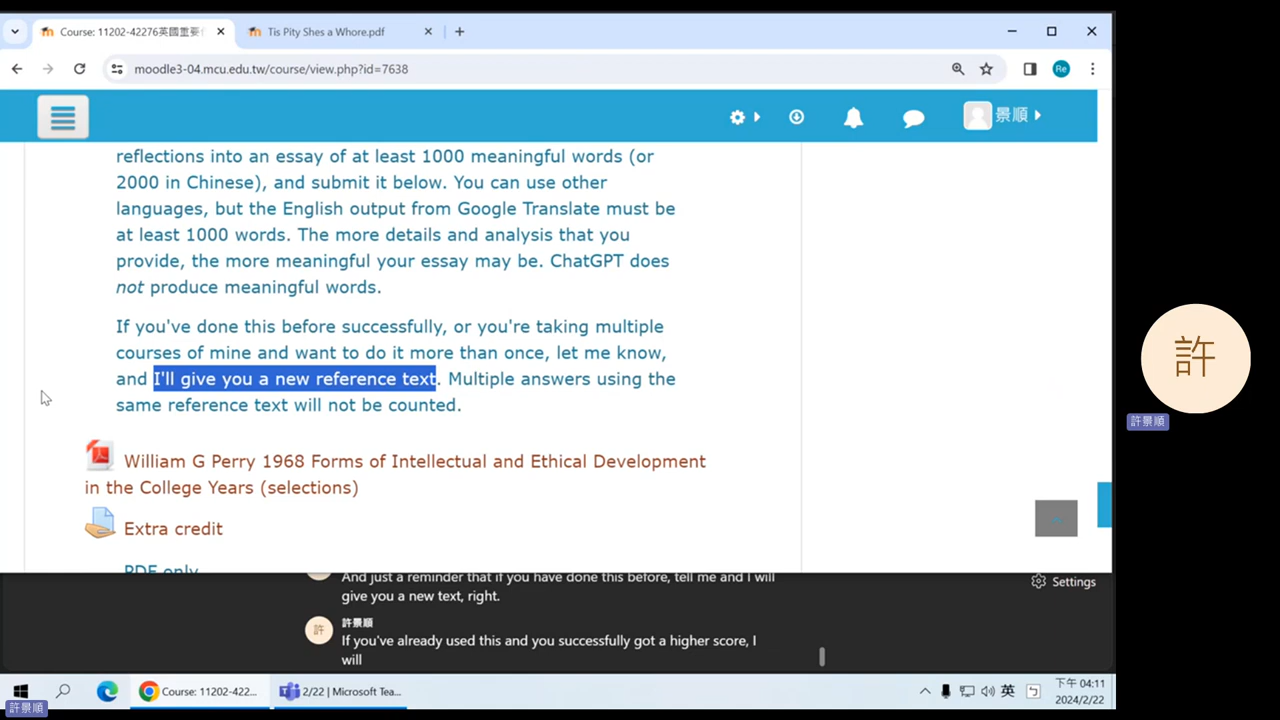 Course: 11202-42276英國重要
Tis Pity Shes a Whore.pdf
moodle3-04.mcu.edu.tw/course/view.php?id=7638
Re
景順
reflections into an essay of at least 1000 meaningful words (or
2000 in Chinese), and submit it below. You can use other
languages, but the English output from Google Translate must be
at least 1000 words. The more details and analysis that you
provide, the more meaningful your essay may be. ChatGPT does
not produce meaningful words.
If you've done this before successfully, or you're taking multiple
courses of mine and want to do it more than once, let me know,
and I'll give you a new reference text. Multiple answers using the
same reference text will not be counted.
William G Perry 1968 Forms of Intellectual and Ethical Development
in the College Years (selections)
Extra credit
PDF only
And just a reminder that if you have done this before, tell me and I will
give you a new text, right.
許
許景順
If you've already used this and you successfully got a higher score, I
will
Settings
許
許景順
Course: 11202-422...
2/22 | Microsoft Tea...
英
下午 04:11
2024/2/22
許景順